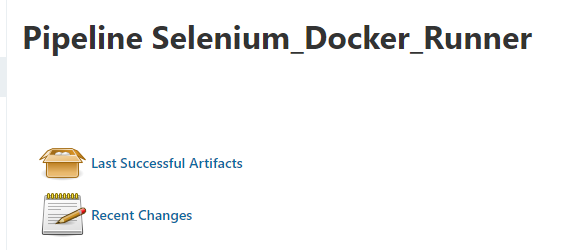 Pipeline Selenium_Docker_Runner
Last Successful Artifacts
Recent Changes